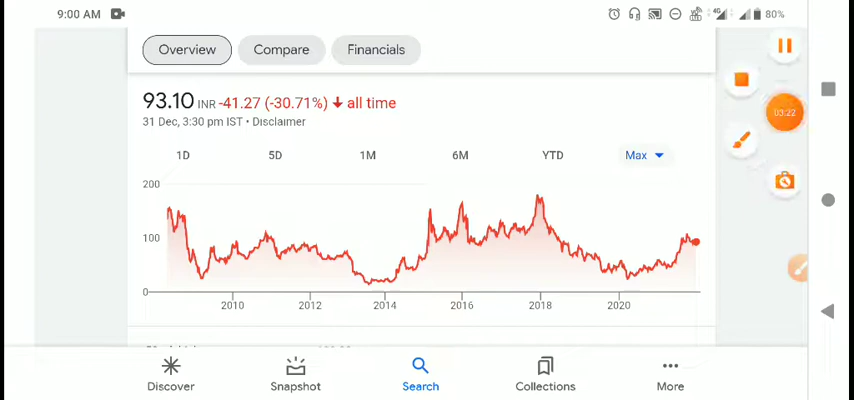 9:00 AM 4G 80%
Overview Compare Financials
93.10 INR -41.27 (-30.71%) all time
31 Dec, 3:30 pm IST • Disclaimer
03:22
1D 5D 1M 6M YTD Max
200
100
0
2010 2012 2014 2016 2018 2020
Discover Snapshot Search Collections More